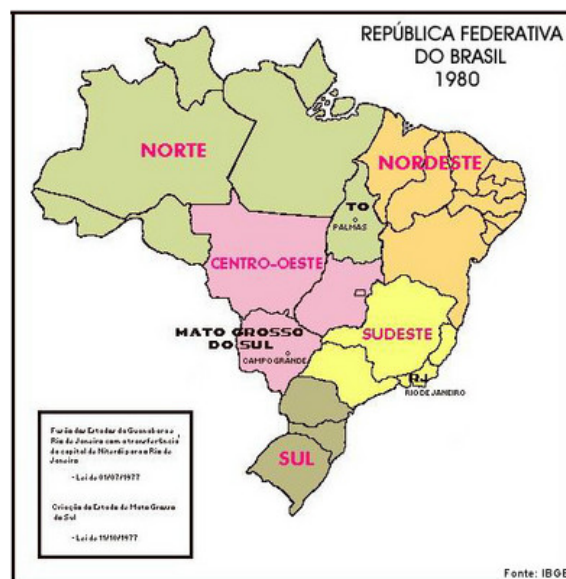 REPÚBLICA FEDERATIVA
DO BRASIL
1980
NORTE
NORDESTE
TO
PALMAS
CENTRO-OESTE
MATO GROSSO
DO SUL
CAMPO GRANDE
SUDESTE
RJ
RIO DE JANEIRO
SUL
Fusão dos Estados da Guanabara e
Rio de Janeiro com a transferência
da capital de Niterói para o Rio de
Janeiro
- Lei de 01/07/1977
Criação do Estado de Mato Grosso
do Sul
- Lei de 11/10/1977
Fonte: IBGE